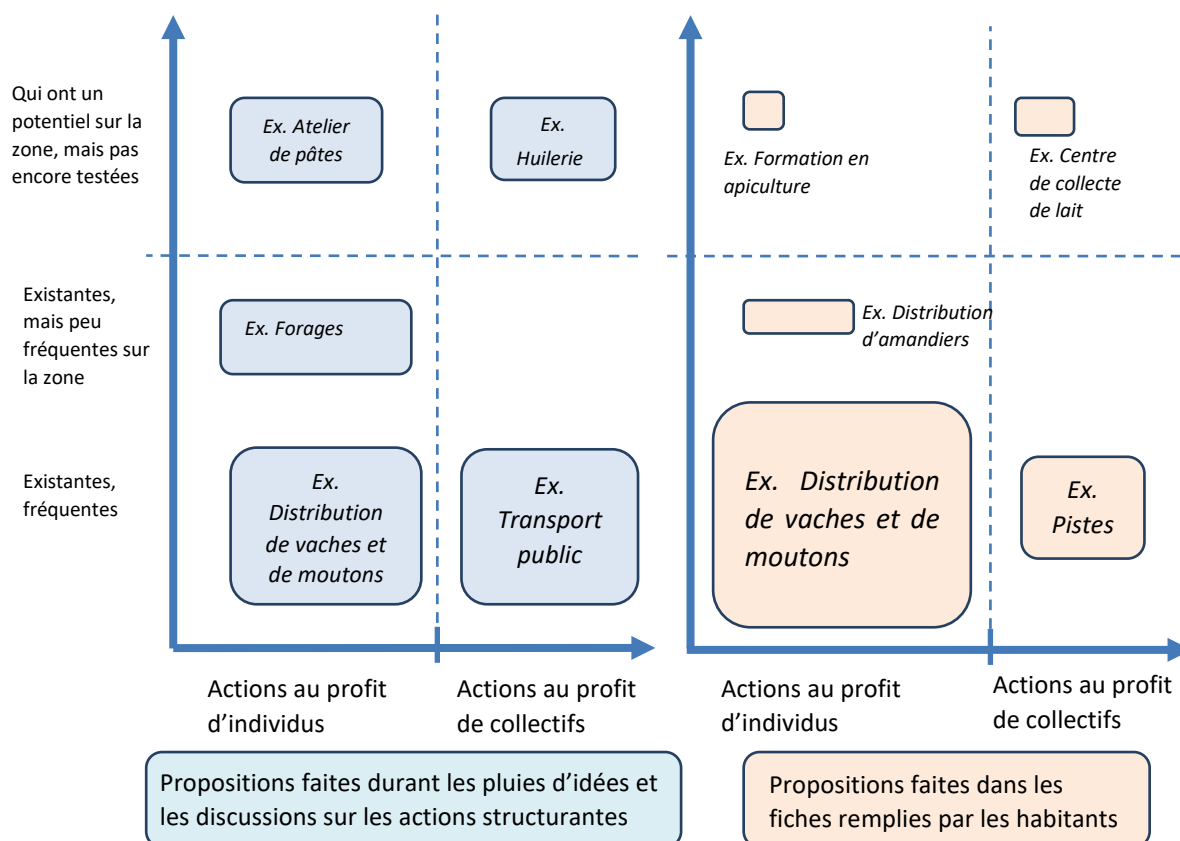 Qui ont un
potentiel sur la
zone, mais pas
encore testées
Ex. Atelier
de pâtes
Ex.
Huilerie
Ex. Formation en
apiculture
Ex. Centre
de collecte
de lait
Existantes,
mais peu
fréquentes sur
la zone
Ex. Forages
Ex. Distribution
d’amandiers
Existantes,
fréquentes
Ex.
Distribution
de vaches et
de moutons
Ex.
Transport
public
Ex. Distribution
de vaches et de
moutons
Ex.
Pistes
Actions au profit
d’individus
Actions au profit
de collectifs
Actions au profit
d’individus
Actions au profit
de collectifs
Propositions faites durant les pluies d’idées et
les discussions sur les actions structurantes
Propositions faites dans les
fiches remplies par les habitants